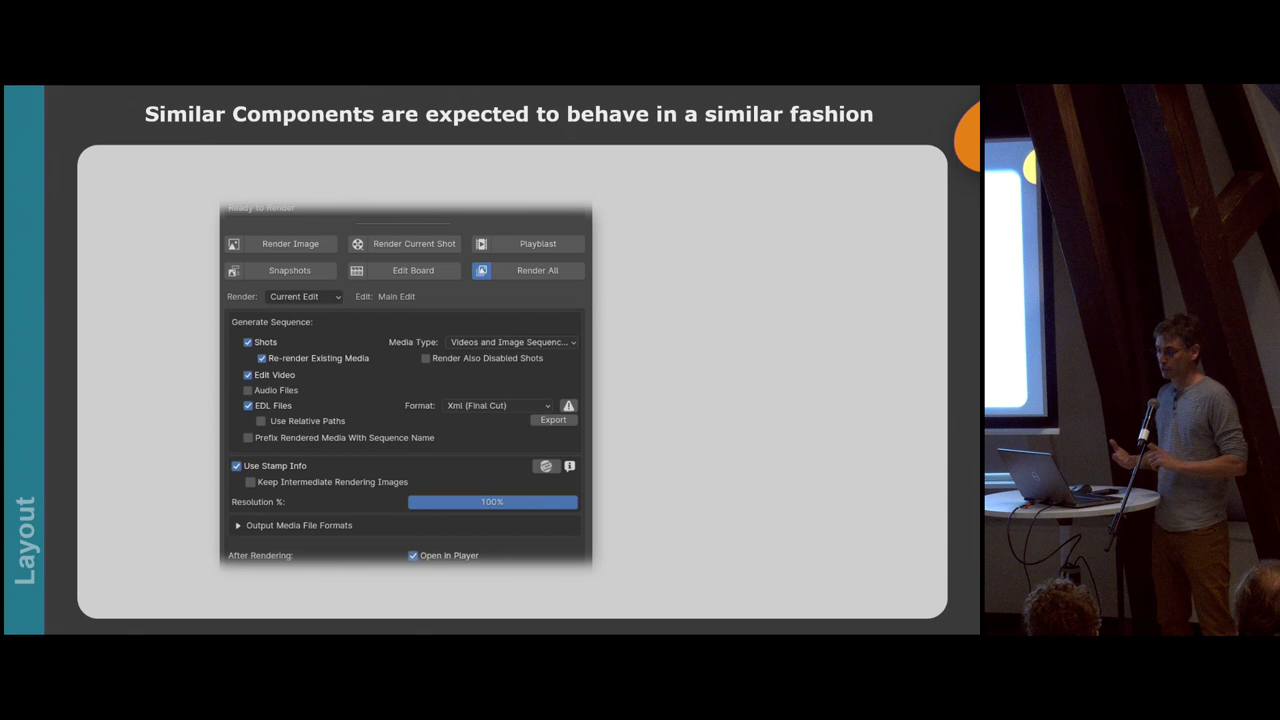 Similar Components are expected to behave in a similar fashion
Layout
Ready to Render
Render Image Render Current Shot Playblast
Snapshots Edit Board Render All
Render: Current Edit Edit: Main Edit
Generate Sequence:
Shots Media Type: Videos and Image Sequenc...
Re-render Existing Media Render Also Disabled Shots
Edit Video
Audio Files
EDL Files Format: Xml (Final Cut)
Use Relative Paths Export
Prefix Rendered Media With Sequence Name
Use Stamp Info
Keep Intermediate Rendering Images
Resolution %: 100%
Output Media File Formats
After Rendering: Open in Player